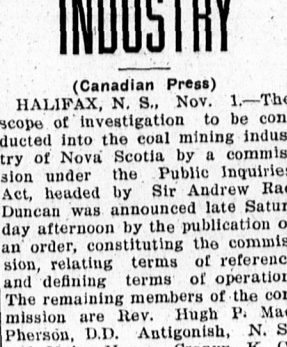 INDUSTRY
(Canadian Press)
HALIFAX, N. S., Nov. 1.—The
scope of investigation to be con
ducted into the coal mining indus
try of Nova Scotia by a commis
sion under the Public Inquiries
Act, headed by Sir Andrew Rae
Duncan was announced late Satur
day afternoon by the publication o
an order, constituting the commis
sion, relating terms of referenc
and defining terms of operation
The remaining members of the com
mission are Rev. Hugh P. Mac
Pherson, D.D. Antigonish, N. S